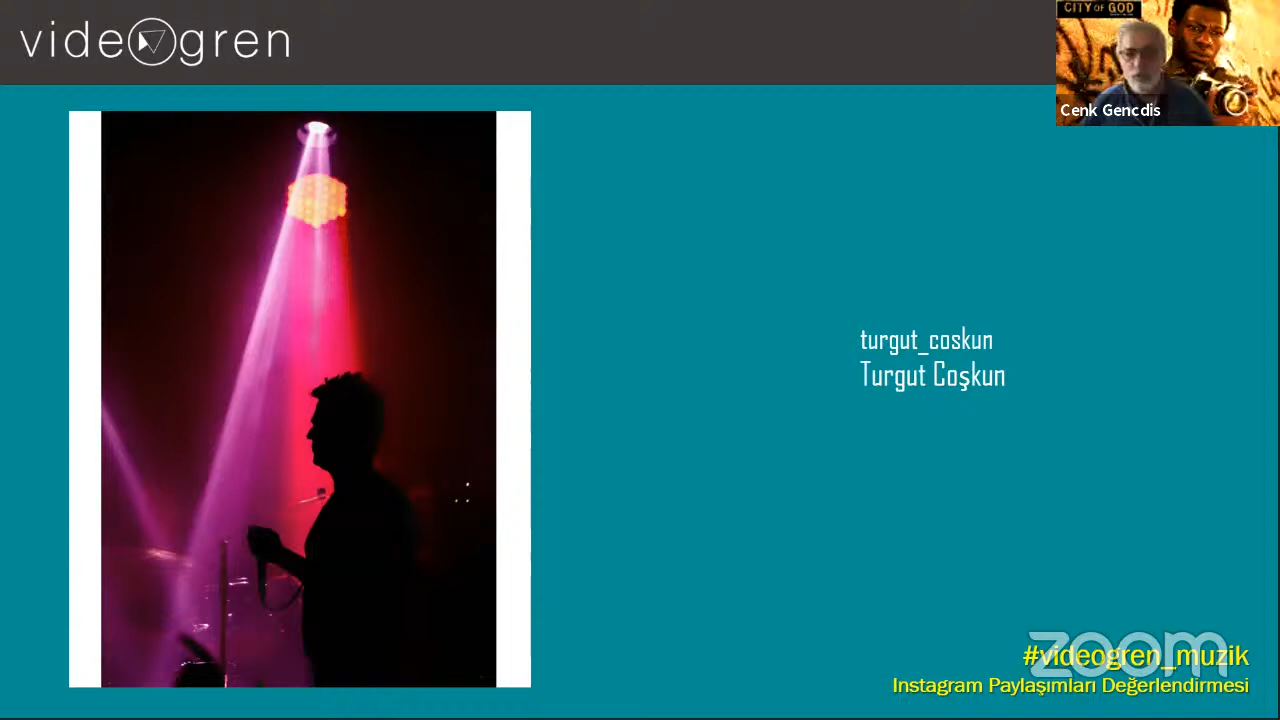 videogren
CITY OF GOD
Cenk Gencdis
turgut_coskun
Turgut Coşkun
zoom
#videogren_muzik
Instagram Paylaşımları Değerlendirmesi